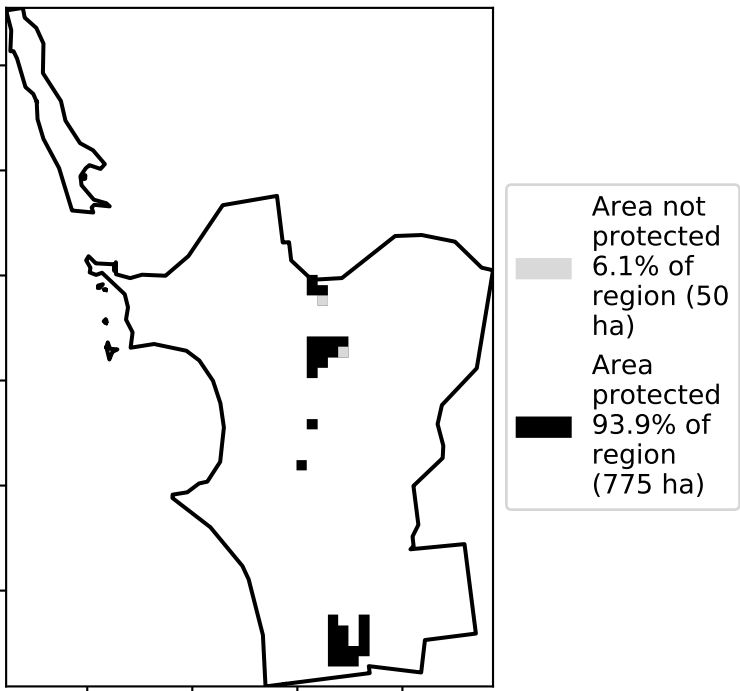 Area not
protected
6.1% of
region (50
ha)
Area
protected
93.9% of
region
(775 ha)